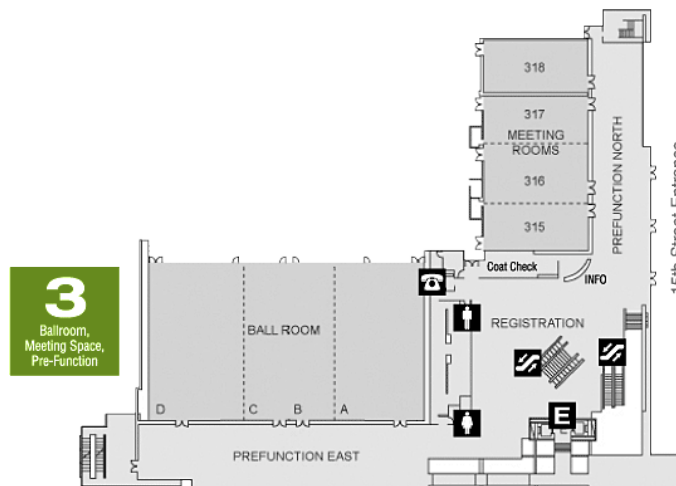 318
317
MEETING
ROOMS
316
315
PREFUNCTION NORTH
15th Street Entrance
Coat Check
INFO
3
Ballroom,
Meeting Space,
Pre-Function
REGISTRATION
BALL ROOM
D C B A
E
PREFUNCTION EAST